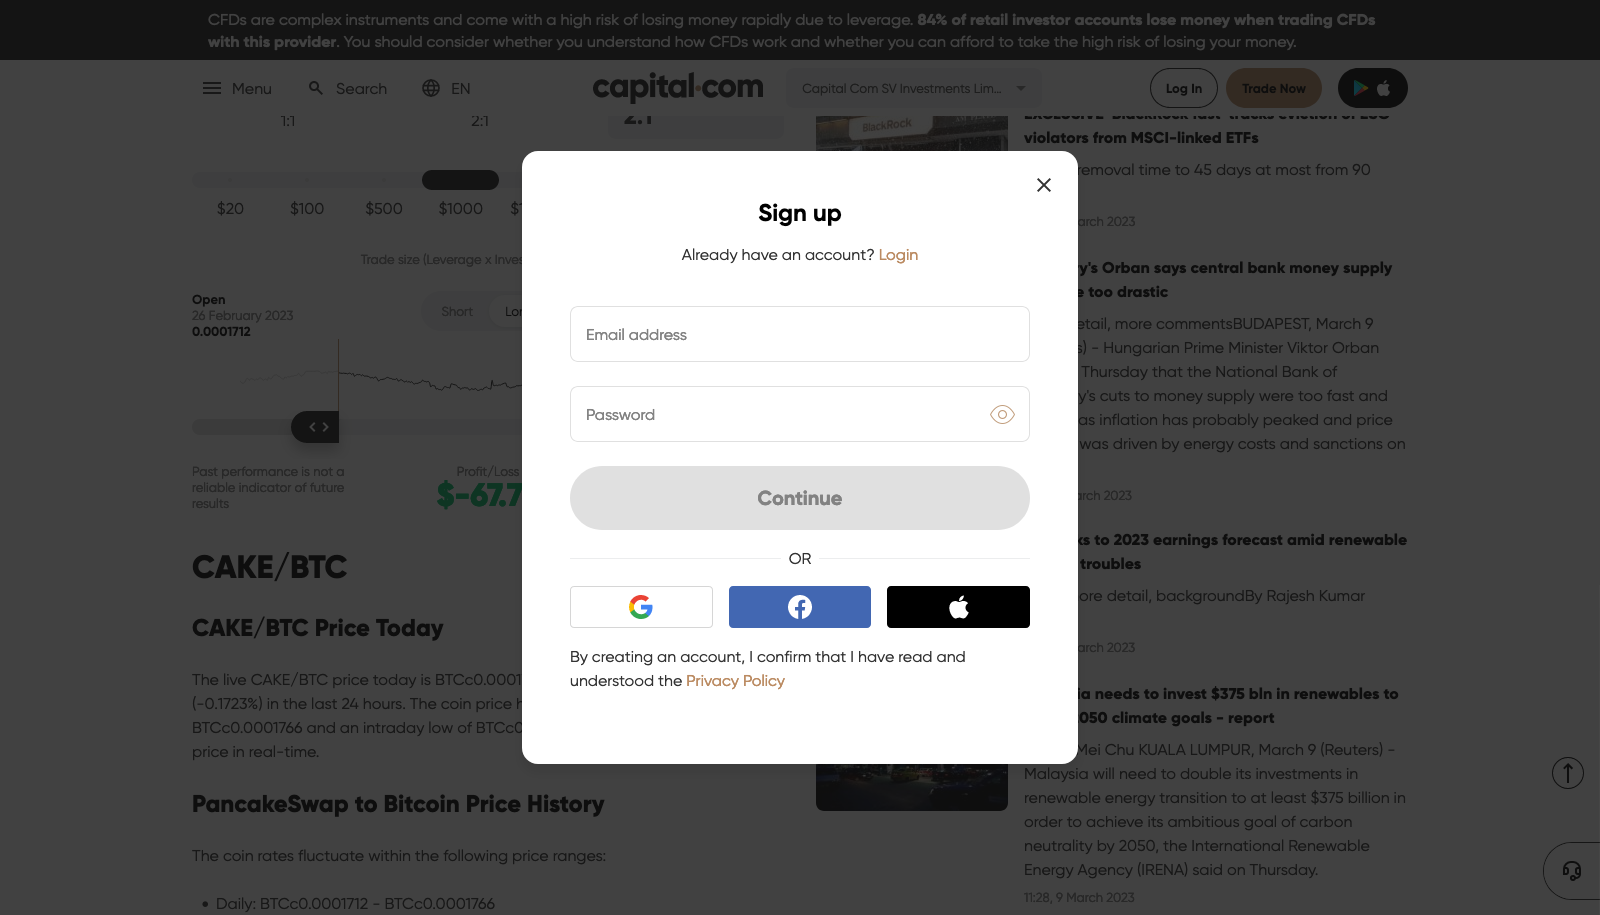 CFDs are complex instruments and come with a high risk of losing money rapidly due to leverage. 84% of retail investor accounts lose money when trading CFDs
with this provider. You should consider whether you understand how CFDs work and whether you can afford to take the high risk of losing your money.
Menu
Search
EN
capital.com
Capital Com SV Investments Lim...
Log In
Trade Now
1:1
2:1
2:1
$20
$100
$500
$1000
Trade size (Leverage x Inves
Open
26 February 2023
0.0001712
Short
Past performance is not a
reliable indicator of future
results
Profit/Loss
$-67.7
CAKE/BTC
CAKE/BTC Price Today
The live CAKE/BTC price today is BTCc0.0001
(-0.1723%) in the last 24 hours. The coin price h
BTCc0.0001766 and an intraday low of BTCc0
price in real-time.
PancakeSwap to Bitcoin Price History
The coin rates fluctuate within the following price ranges:
Daily: BTCc0.0001712 - BTCc0.0001766
Sign up
Already have an account? Login
Email address
Password
Continue
OR
By creating an account, I confirm that I have read and
understood the Privacy Policy
BlackRock
EXCLUSIVE-BlackRock fast-tracks eviction of ESG
violators from MSCI-linked ETFs
removal time to 45 days at most from 90
arch 2023
y's Orban says central bank money supply
too drastic
etail, more commentsBUDAPEST, March 9
s) - Hungarian Prime Minister Viktor Orban
Thursday that the National Bank of
y's cuts to money supply were too fast and
as inflation has probably peaked and price
was driven by energy costs and sanctions on
arch 2023
ks to 2023 earnings forecast amid renewable
troubles
ore detail, backgroundBy Rajesh Kumar
arch 2023
ia needs to invest $375 bln in renewables to
2050 climate goals - report
Mei Chu KUALA LUMPUR, March 9 (Reuters) -
Malaysia will need to double its investments in
renewable energy transition to at least $375 billion in
order to achieve its ambitious goal of carbon
neutrality by 2050, the International Renewable
Energy Agency (IRENA) said on Thursday.
11:28, 9 March 2023